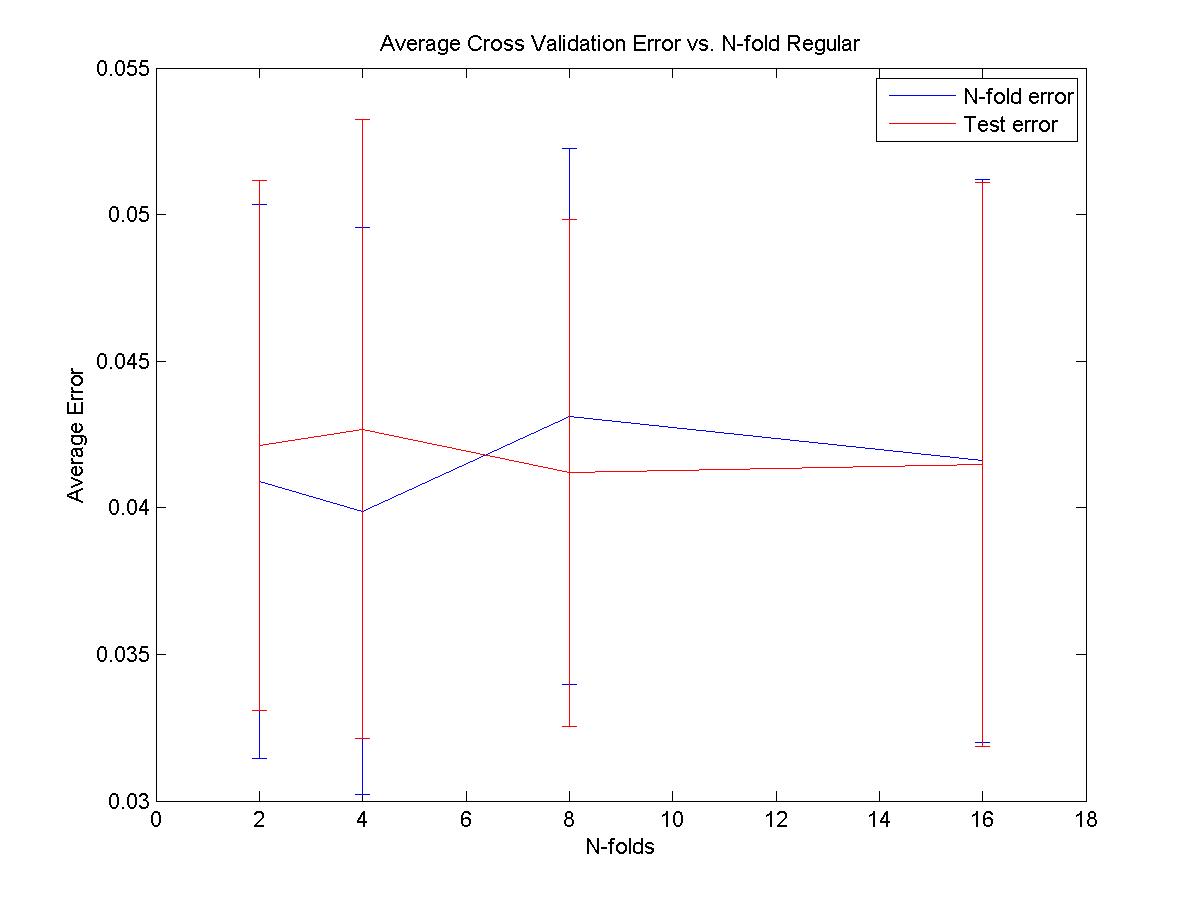 Average Cross Validation Error vs. N-fold Regular
N-fold error
Test error
0.055
0.05
0.045
0.04
0.035
0.03
Average Error
0 2 4 6 8 10 12 14 16 18
N-folds